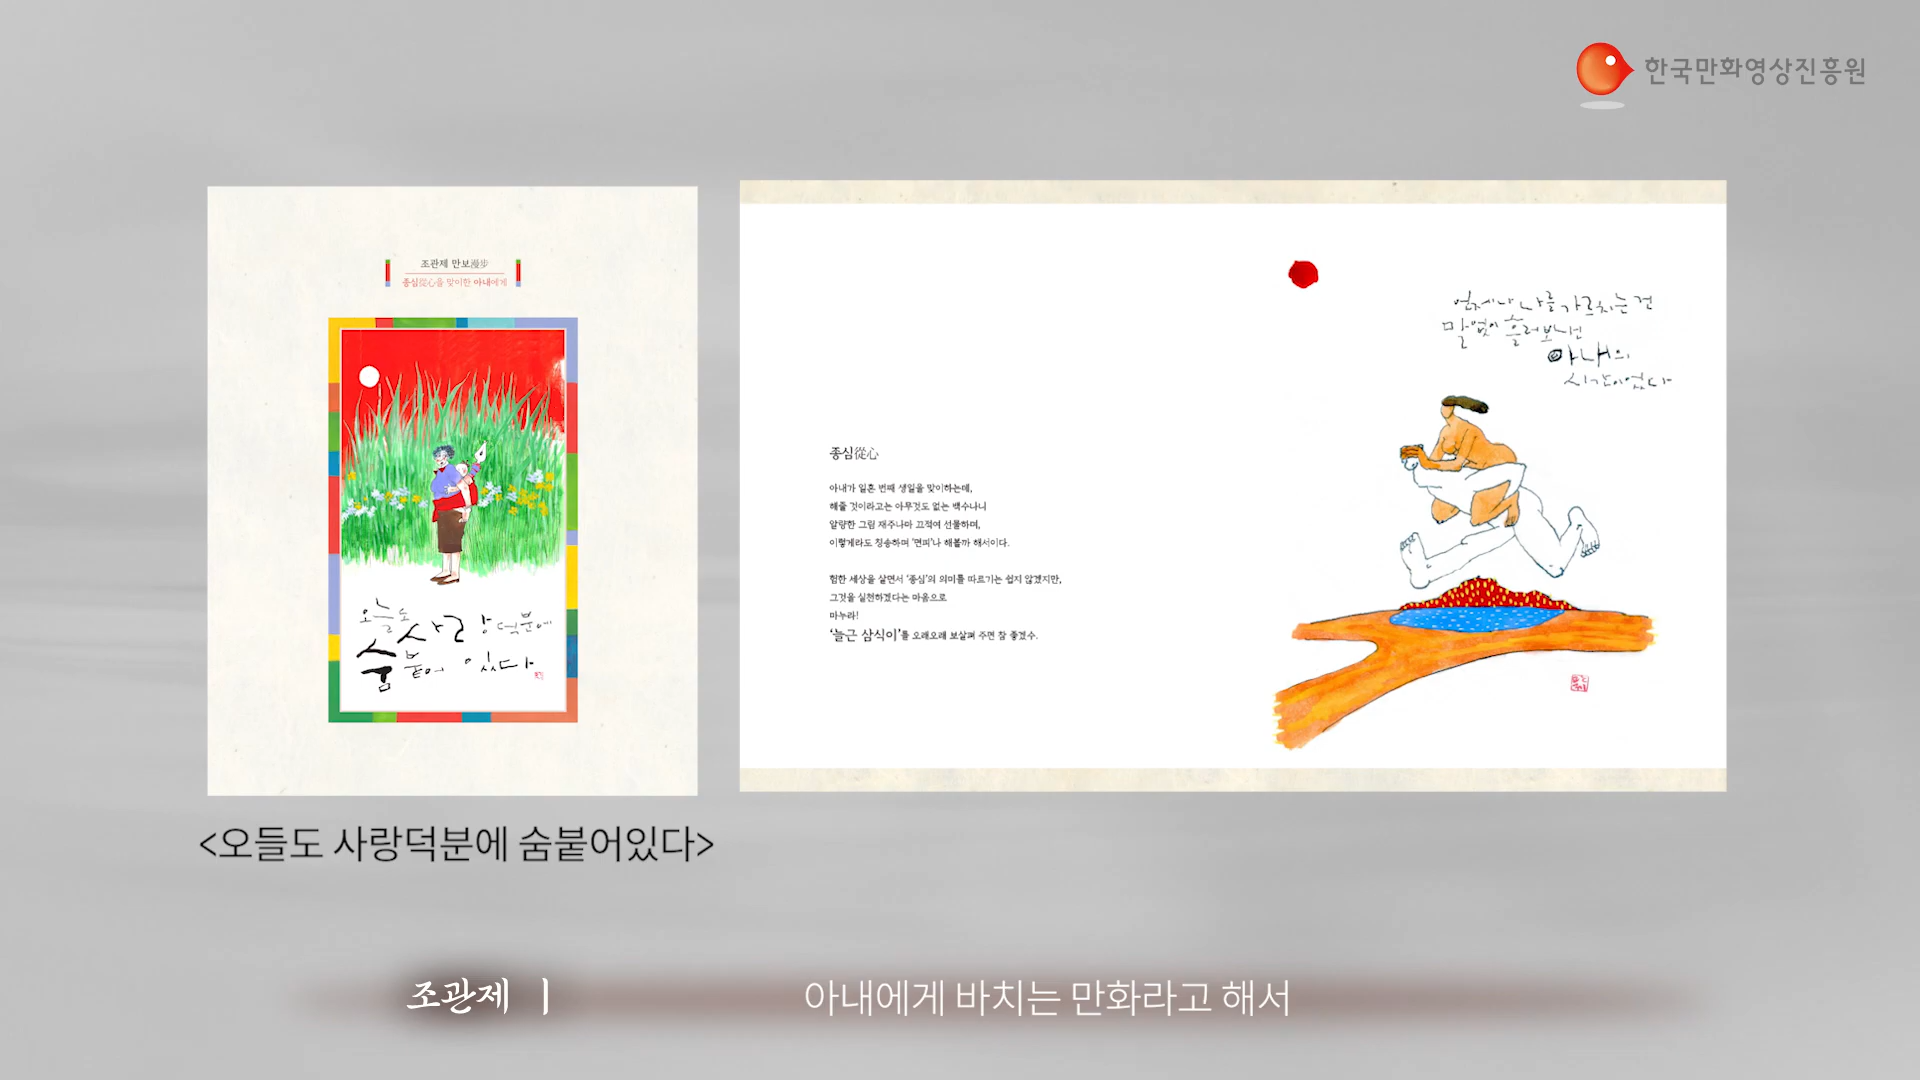 한국만화영상진흥원
조관제 만보漫步
종심從心을 맞이한 아내에게
오늘도 사랑 덕분에
숨 붙어 있다
언제나 나를 가르치는 건
말없이 흘러보낸
아내의
시간이었다
종심從心
아내가 일흔 번째 생일을 맞이하는데,
해줄 것이라고는 아무것도 없는 백수나니
알량한 그림 재주나마 끄적여 선물하며,
이렇게라도 칭송하며 '면피'나 해볼까 해서이다.
험한 세상을 살면서 '종심'의 의미를 따르기는 쉽지 않겠지만,
그것을 실천하겠다는 마음으로
마누라!
'늙근 삼식이'를 오래오래 보살펴 주면 참 좋겠수.
<오들도 사랑덕분에 숨붙어있다>
조관제 | 아내에게 바치는 만화라고 해서